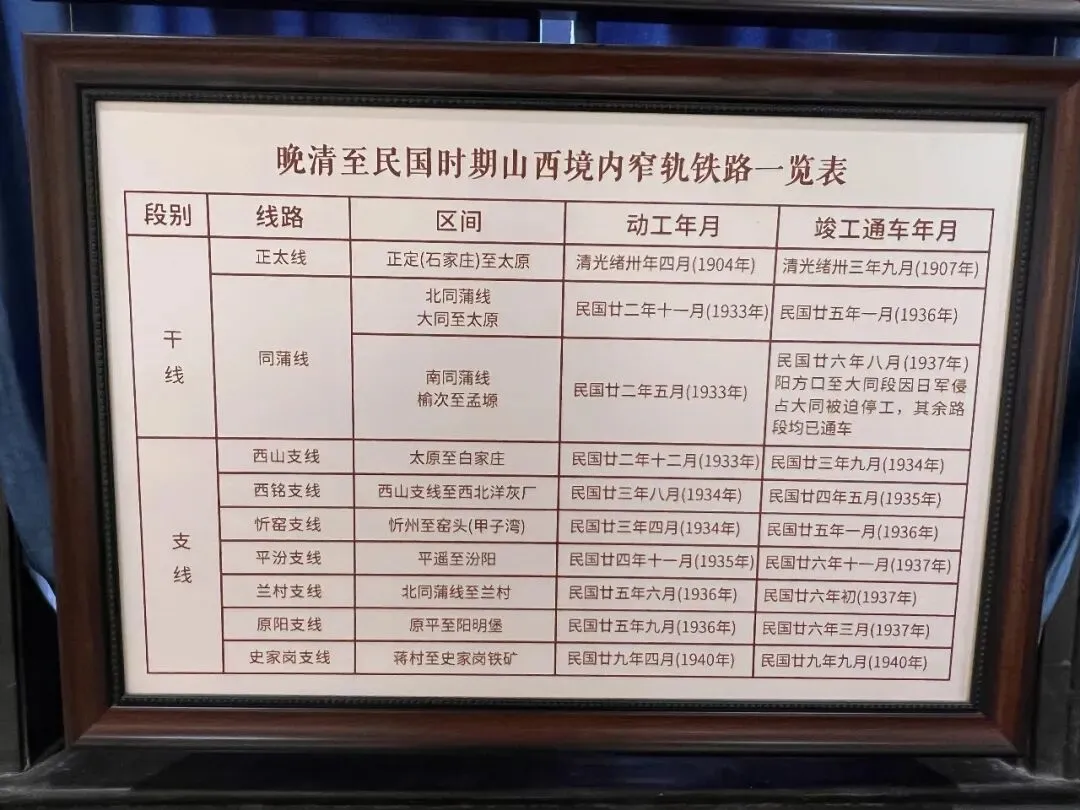 晚清至民国时期山西境内窄轨铁路一览表
段别 线路 区间 动工年月 竣工通车年月
干线 正太线 正定(石家庄)至太原 清光绪卅年四月(1904年) 清光绪卅三年九月(1907年)
同蒲线 北同蒲线 民国廿二年十一月(1933年) 民国廿五年一月(1936年)
大同至太原
南同蒲线 民国廿二年五月(1933年) 民国廿六年八月(1937年)
榆次至孟塬 阳方口至大同段因日军侵
占大同被迫停工，其余路
段均已通车
支线 西山支线 太原至白家庄 民国廿二年十二月(1933年) 民国廿三年九月(1934年)
西铭支线 西山支线至西北洋灰厂 民国廿三年八月(1934年) 民国廿四年五月(1935年)
忻窑支线 忻州至窑头(甲子湾) 民国廿三年四月(1934年) 民国廿五年一月(1936年)
平汾支线 平遥至汾阳 民国廿四年十一月(1935年) 民国廿六年十一月(1937年)
兰村支线 北同蒲线至兰村 民国廿五年六月(1936年) 民国廿六年初(1937年)
原阳支线 原平至阳明堡 民国廿五年九月(1936年) 民国廿六年三月(1937年)
史家岗支线 蒋村至史家岗铁矿 民国廿九年四月(1940年) 民国廿九年九月(1940年)